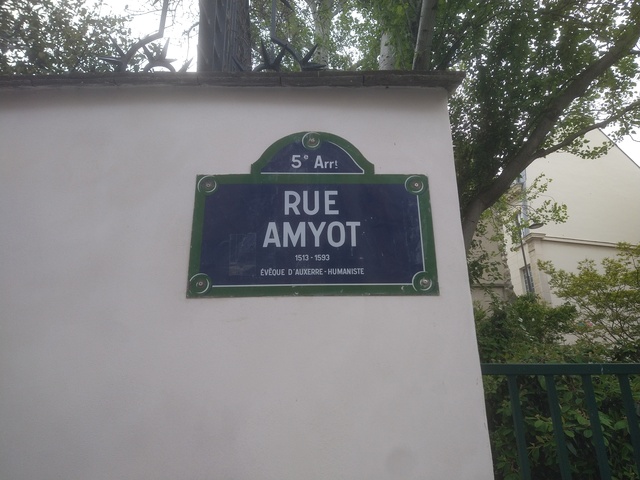 5e Arrt
RUE
AMYOT
1513 - 1593
ÉVÊQUE D'AUXERRE - HUMANISTE